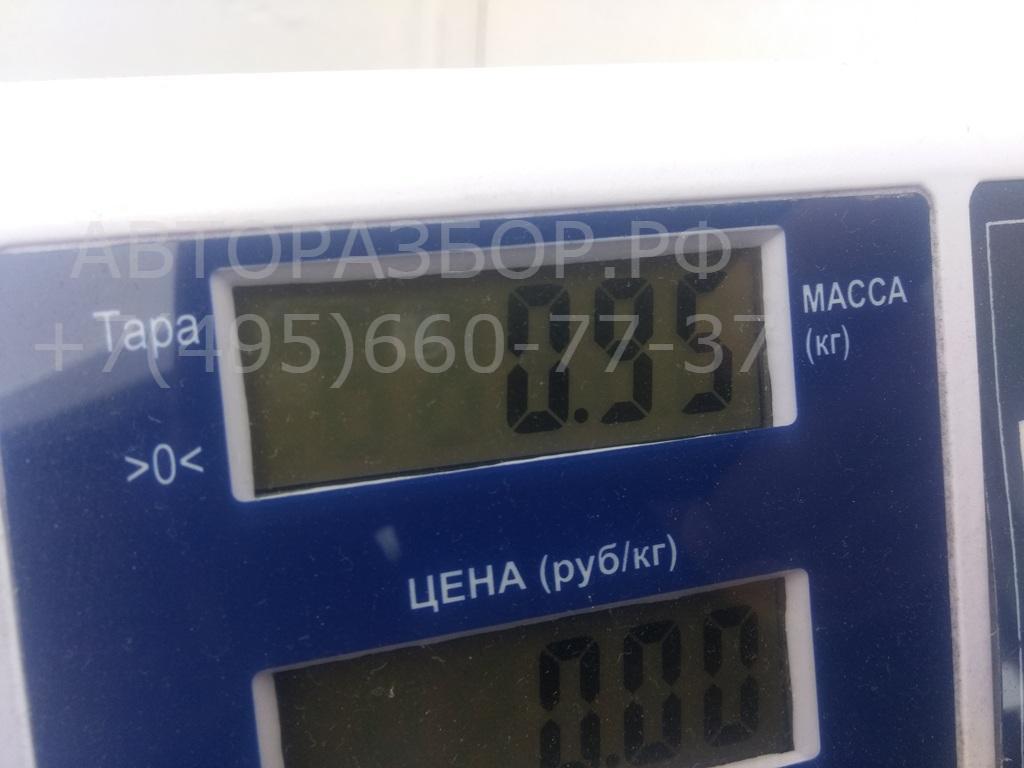 АВТОРАЗБОР.РФ
+7(495)660-77-37
Тара
0.95
МАССА
(кг)
>0<
ЦЕНА (руб/кг)
0.00